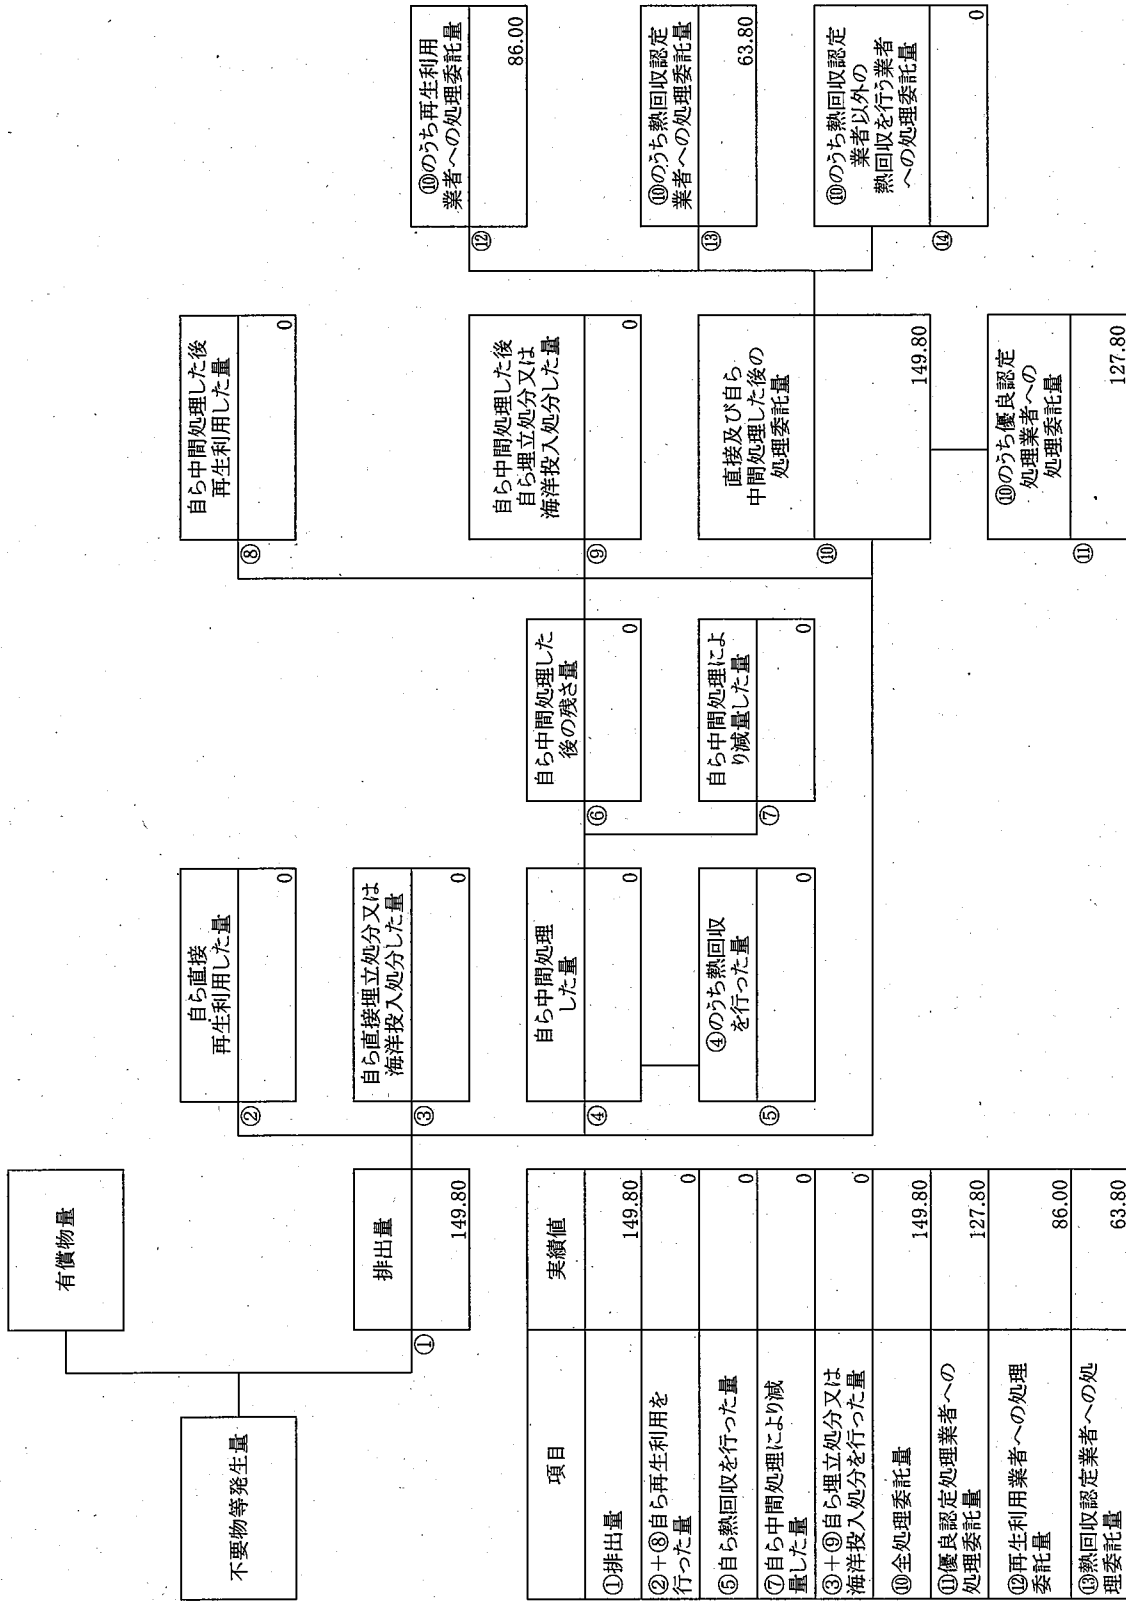 有償物量
不要物等発生量
排出量
①
149.80
自ら直接
再生利用した量
②
0
自ら直接埋立処分又は
海洋投入処分した量
③
0
自ら中間処理
した量
④
0
④のうち熱回収
を行った量
⑤
0
自ら中間処理した
後の残さ量
⑥
0
自ら中間処理によ
り減量した量
⑦
0
自ら中間処理した後
再生利用した量
⑧
0
自ら中間処理した後
自ら埋立処分又は
海洋投入処分した量
⑨
0
直接及び自ら
中間処理した後の
処理委託量
⑩
149.80
⑩のうち優良認定
処理業者への
処理委託量
⑪
127.80
⑩のうち再生利用
業者への処理委託量
⑫
86.00
⑩のうち熱回収認定
業者への処理委託量
⑬
63.80
⑩のうち熱回収認定
業者以外の
熱回収を行う業者
への処理委託量
⑭
0
項目 実績値
①排出量 149.80
②+⑧自ら再生利用を
行った量 0
⑤自ら熱回収を行った量 0
⑦自ら中間処理により減
量した量 0
③+⑨自ら埋立処分又は
海洋投入処分を行った量 0
⑩全処理委託量 149.80
⑪優良認定処理業者への
処理委託量 127.80
⑫再生利用業者への処理
委託量 86.00
⑬熱回収認定業者への処
理委託量 63.80